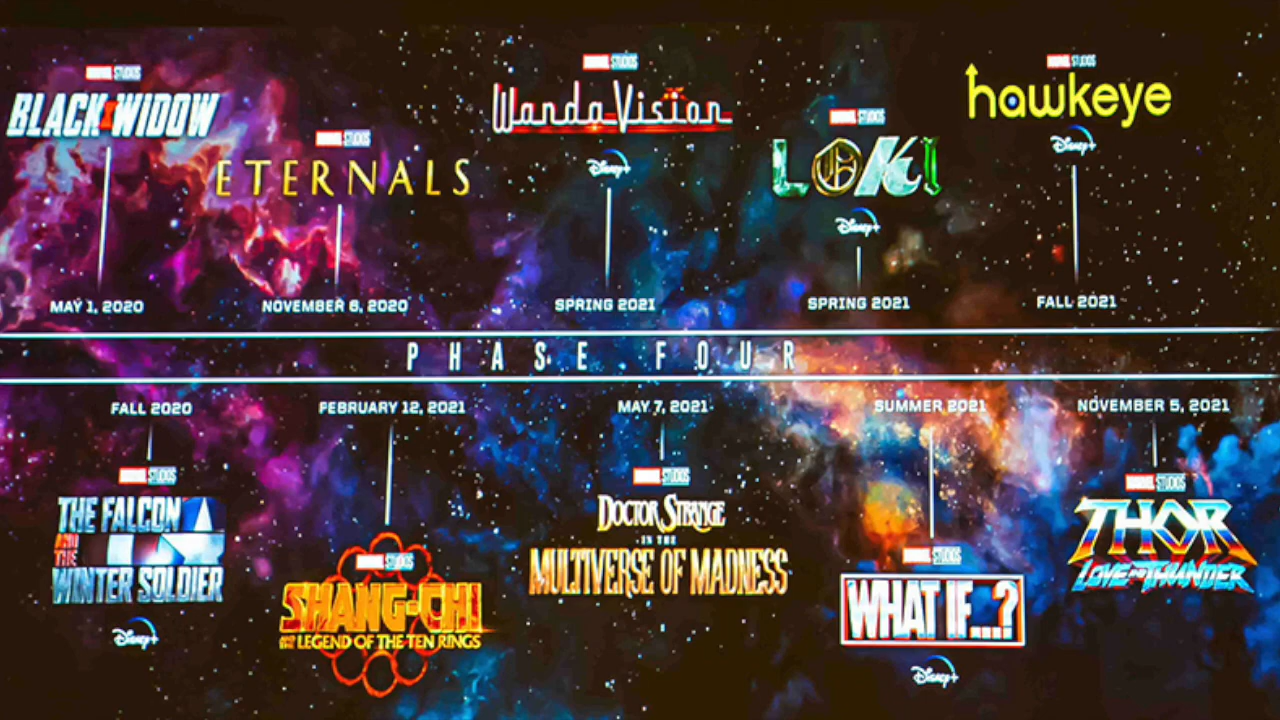 MARVEL STUDIOS
BLACK WIDOW
MAY 1, 2020
MARVEL STUDIOS
ETERNALS
NOVEMBER 6, 2020
MARVEL STUDIOS
WandaVision
Disney+
SPRING 2021
MARVEL STUDIOS
LOKI
Disney+
SPRING 2021
MARVEL STUDIOS
hawkeye
Disney+
FALL 2021
PHASE FOUR
FALL 2020
MARVEL STUDIOS
THE FALCON
AND
THE
WINTER SOLDIER
Disney+
FEBRUARY 12, 2021
MARVEL STUDIOS
SHANG-CHI
AND THE LEGEND OF THE TEN RINGS
MAY 7, 2021
MARVEL STUDIOS
DOCTOR STRANGE
IN THE
MULTIVERSE OF MADNESS
SUMMER 2021
MARVEL STUDIOS
WHAT IF...?
Disney+
NOVEMBER 5, 2021
MARVEL STUDIOS
THOR
LOVE AND THUNDER